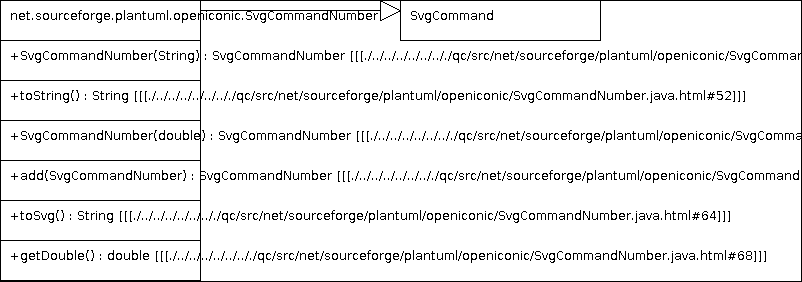 net.sourceforge.plantuml.openiconic.SvgCommandNumber
SvgCommand
+SvgCommandNumber(String) : SvgCommandNumber [[[./../../../../../../../qc/src/net/sourceforge/plantuml/openiconic/SvgComma
+toString() : String [[[./../../../../../../../qc/src/net/sourceforge/plantuml/openiconic/SvgCommandNumber.java.html#52]]]
+SvgCommandNumber(double) : SvgCommandNumber [[[./../../../../../../../qc/src/net/sourceforge/plantuml/openiconic/SvgComma
+add(SvgCommandNumber) : SvgCommandNumber [[[./../../../../../../../qc/src/net/sourceforge/plantuml/openiconic/SvgCommand
+toSvg() : String [[[./../../../../../../../qc/src/net/sourceforge/plantuml/openiconic/SvgCommandNumber.java.html#64]]]
+getDouble() : double [[[./../../../../../../../qc/src/net/sourceforge/plantuml/openiconic/SvgCommandNumber.java.html#68]]]